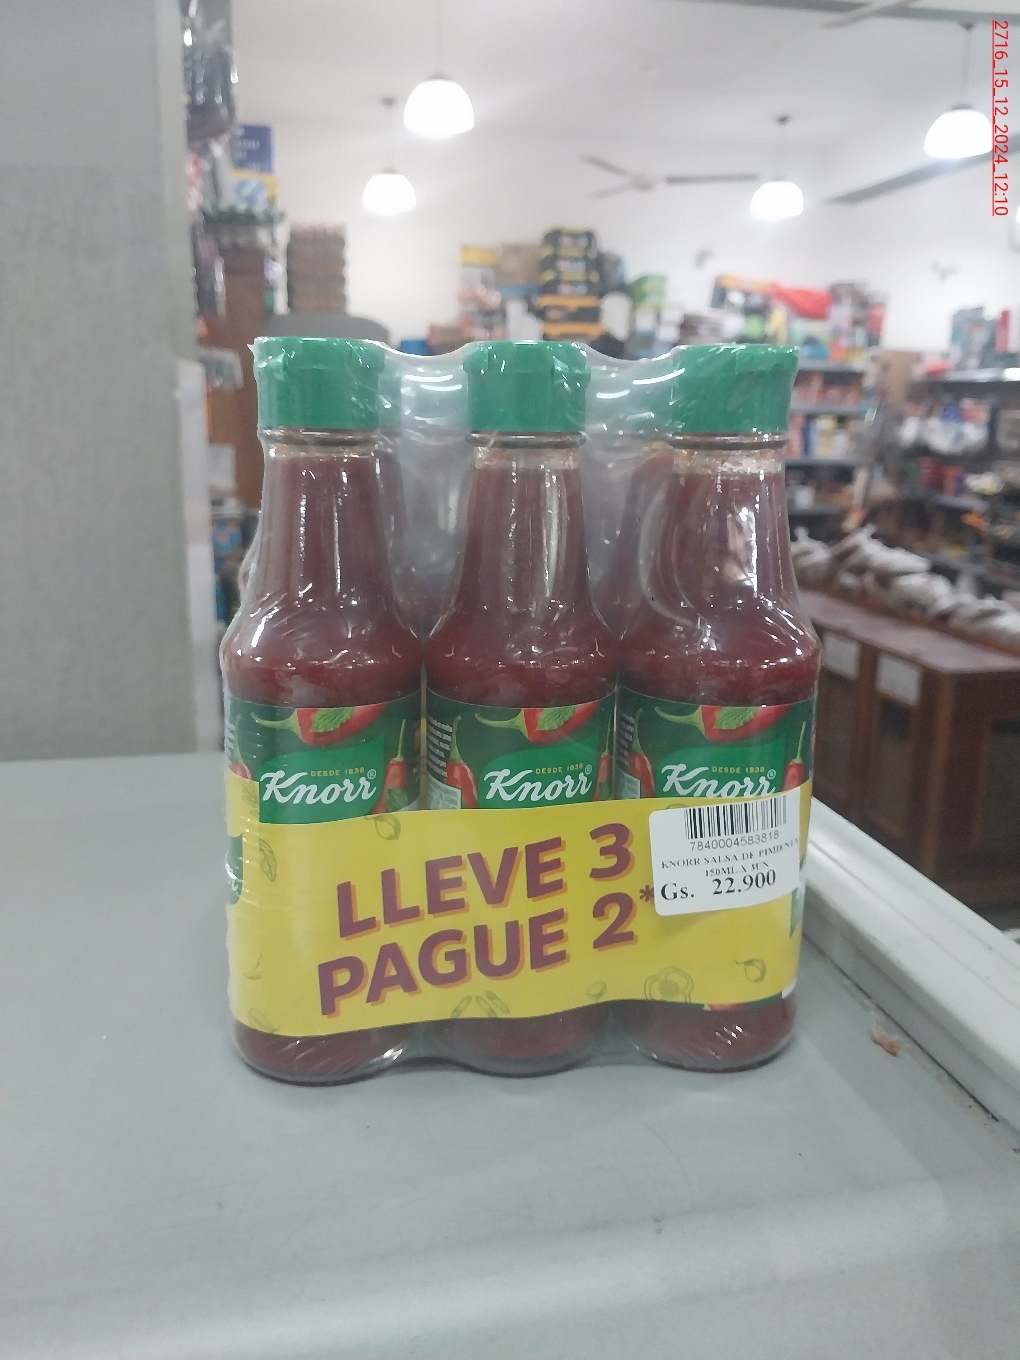 2716_15_12_2024_12:10
DESDE 1838
Knorr®
DESDE 1838
Knorr®
DESDE 1838
Knorr
LLEVE 3
PAGUE 2*
7840004583818
KNORR SALSA DE PIMIENTA
150ML X 3UN
Gs. 22.900